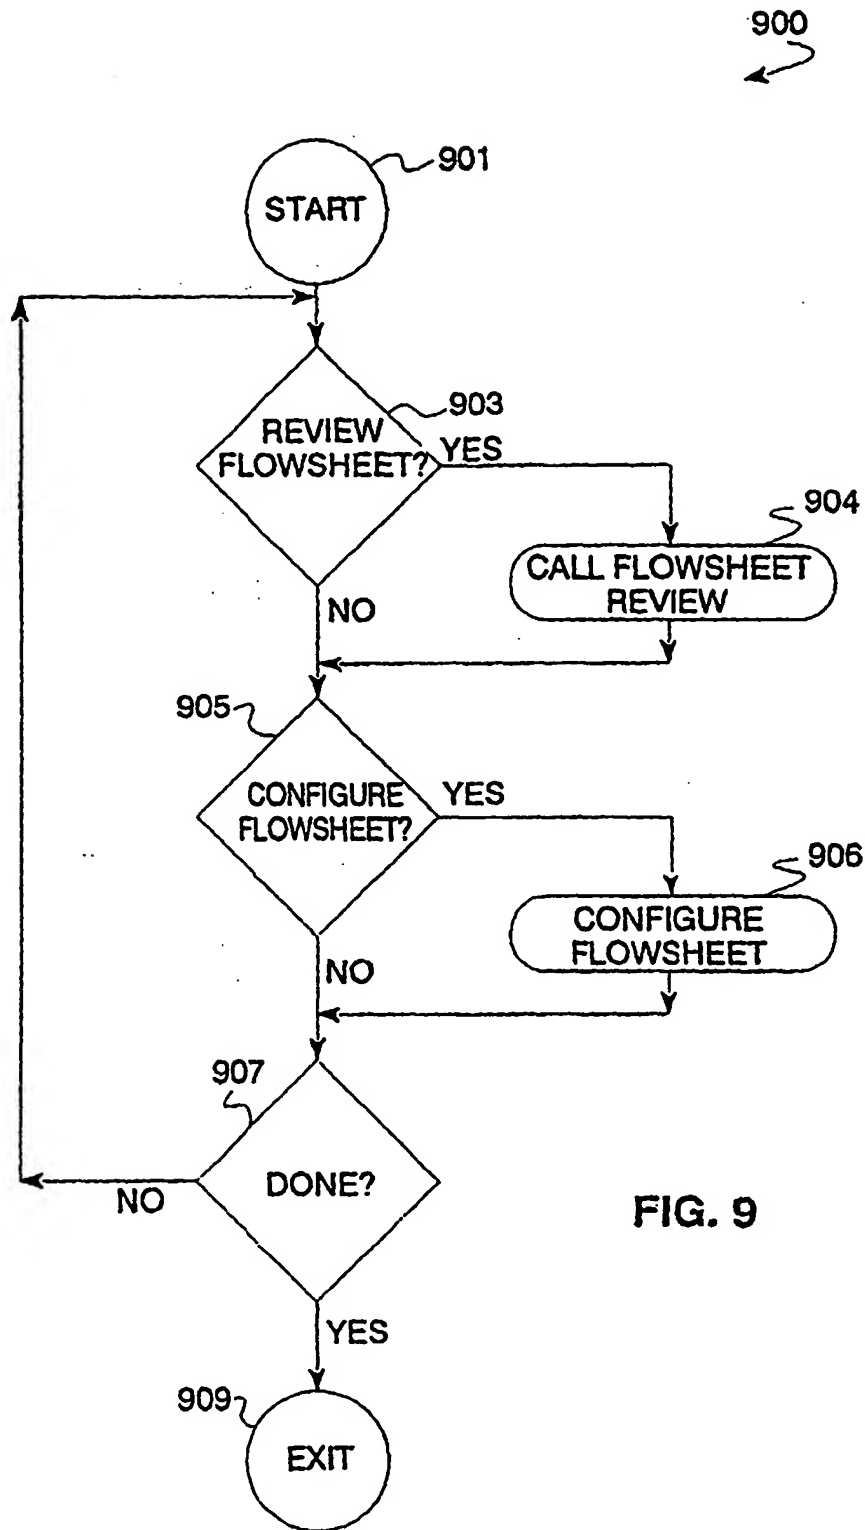 900
901
START
903
REVIEW
FLOWSHEET?
YES
904
CALL FLOWSHEET
REVIEW
NO
905
CONFIGURE
FLOWSHEET?
YES
906
CONFIGURE
FLOWSHEET
NO
907
DONE?
NO
FIG. 9
YES
909
EXIT